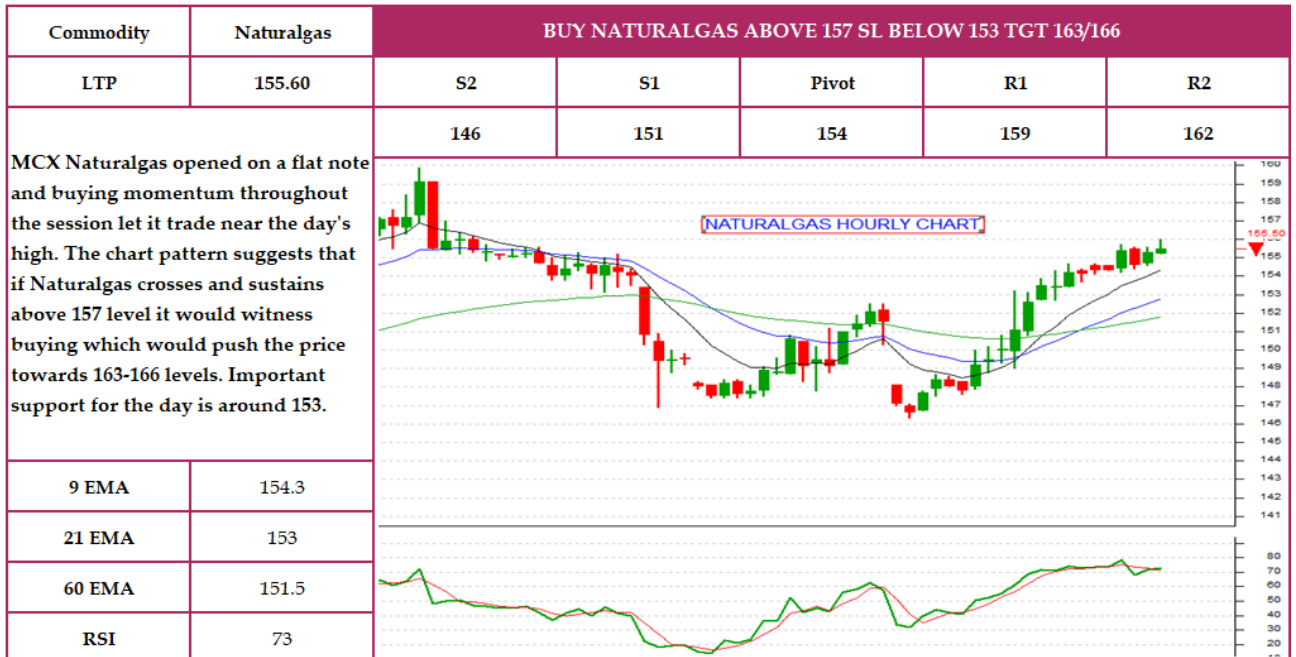 Commodity Naturalgas BUY NATURALGAS ABOVE 157 SL BELOW 153 TGT 163/166
LTP 155.60 S2 S1 Pivot R1 R2
146 151 154 159 162
MCX Naturalgas opened on a flat note
and buying momentum throughout
the session let it trade near the day's
high. The chart pattern suggests that
if Naturalgas crosses and sustains
above 157 level it would witness
buying which would push the price
towards 163-166 levels. Important
support for the day is around 153.
9 EMA 154.3
21 EMA 153
60 EMA 151.5
RSI 73
NATURALGAS HOURLY CHART
160
159
158
157
155.50
155
154
153
152
151
150
149
148
147
146
145
144
143
142
141
80
70
60
50
40
30
20